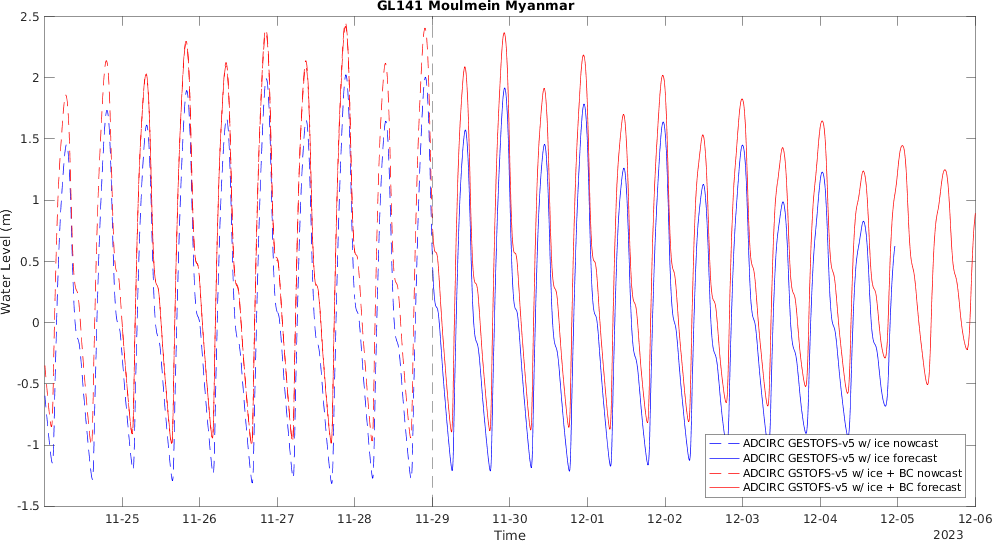 GL141 Moulmein Myanmar
2.5
2
1.5
1
0.5
0
-0.5
-1
-1.5
Water Level (m)
ADCIRC GESTOFS-v5 w/ ice nowcast
ADCIRC GESTOFS-v5 w/ ice forecast
ADCIRC GSTOFS-v5 w/ ice + BC nowcast
ADCIRC GSTOFS-v5 w/ ice + BC forecast
11-25 11-26 11-27 11-28 11-29 11-30 12-01 12-02 12-03 12-04 12-05 12-06
Time
2023